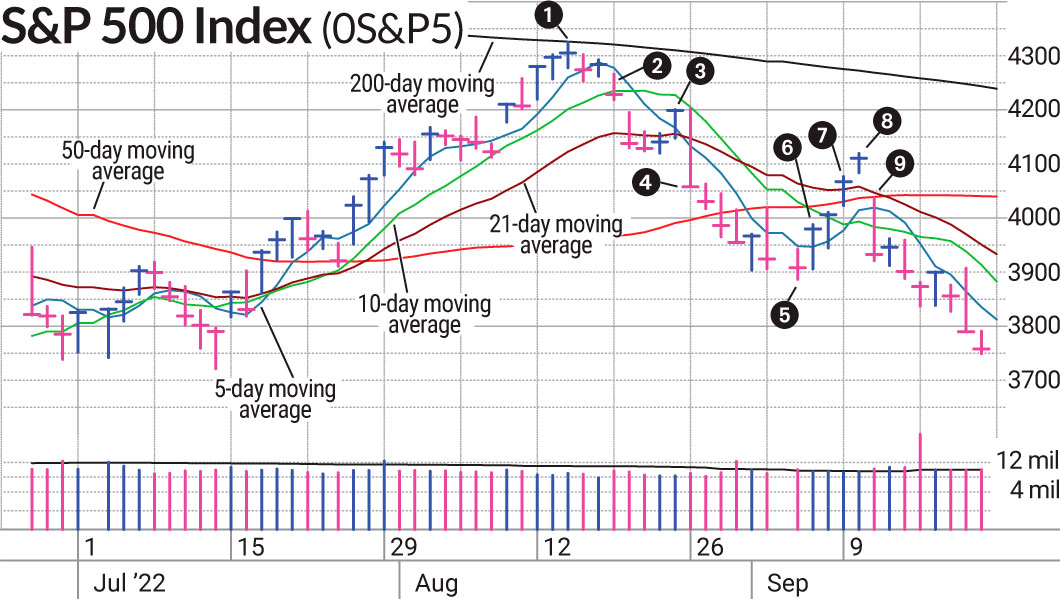 S&P 500 Index (0S&P5)
1
4300
2
3
200-day moving
average
4200
50-day moving
average
8
7
6
4100
9
4
21-day moving
average
4000
3900
10-day moving
average
5
3800
5-day moving
average
3700
12 mil
4 mil
1
15
29
12
26
9
Jul ’22
Aug
Sep